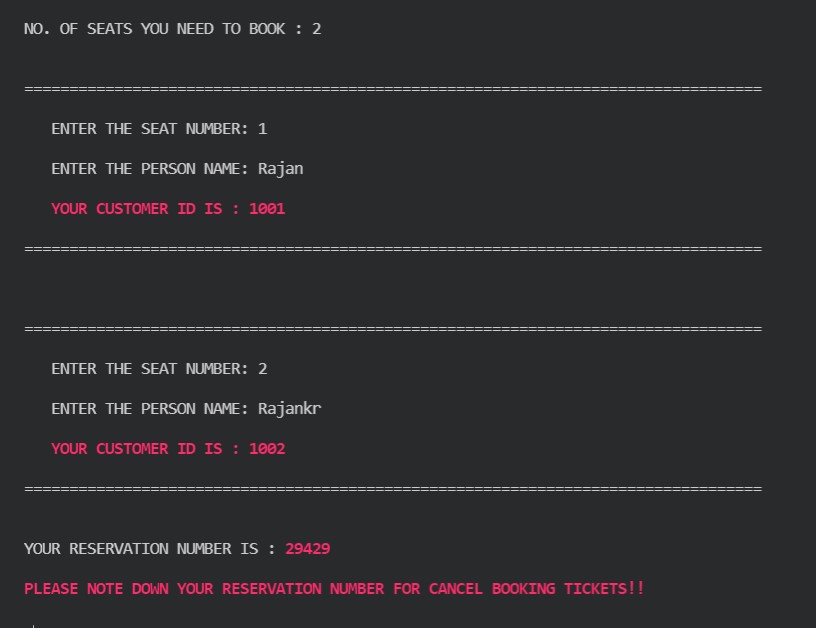 NO. OF SEATS YOU NEED TO BOOK : 2
==================================================================================
ENTER THE SEAT NUMBER: 1
ENTER THE PERSON NAME: Rajan
YOUR CUSTOMER ID IS : 1001
==================================================================================
==================================================================================
ENTER THE SEAT NUMBER: 2
ENTER THE PERSON NAME: Rajankr
YOUR CUSTOMER ID IS : 1002
==================================================================================
YOUR RESERVATION NUMBER IS : 29429
PLEASE NOTE DOWN YOUR RESERVATION NUMBER FOR CANCEL BOOKING TICKETS!!